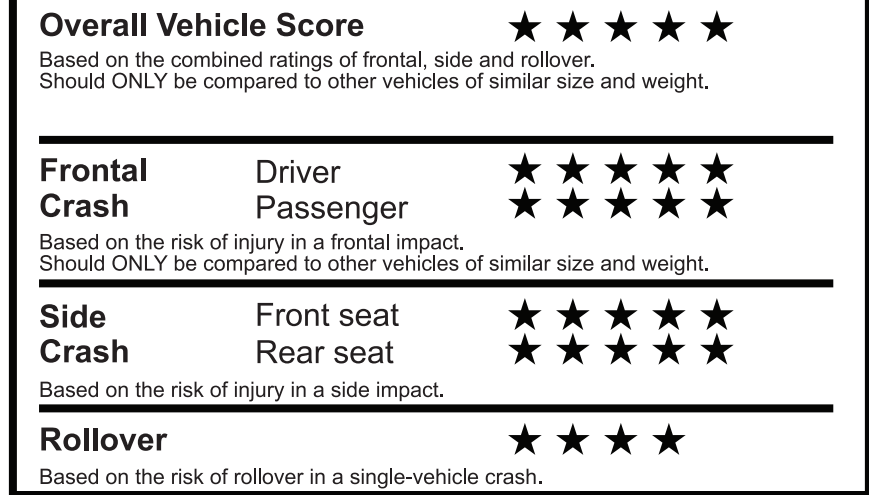 Overall Vehicle Score ★ ★ ★ ★ ★
Based on the combined ratings of frontal, side and rollover.
Should ONLY be compared to other vehicles of similar size and weight.
Frontal Driver ★ ★ ★ ★ ★
Crash Passenger ★ ★ ★ ★ ★
Based on the risk of injury in a frontal impact.
Should ONLY be compared to other vehicles of similar size and weight.
Side Front seat ★ ★ ★ ★ ★
Crash Rear seat ★ ★ ★ ★ ★
Based on the risk of injury in a side impact.
Rollover ★ ★ ★ ★
Based on the risk of rollover in a single-vehicle crash.